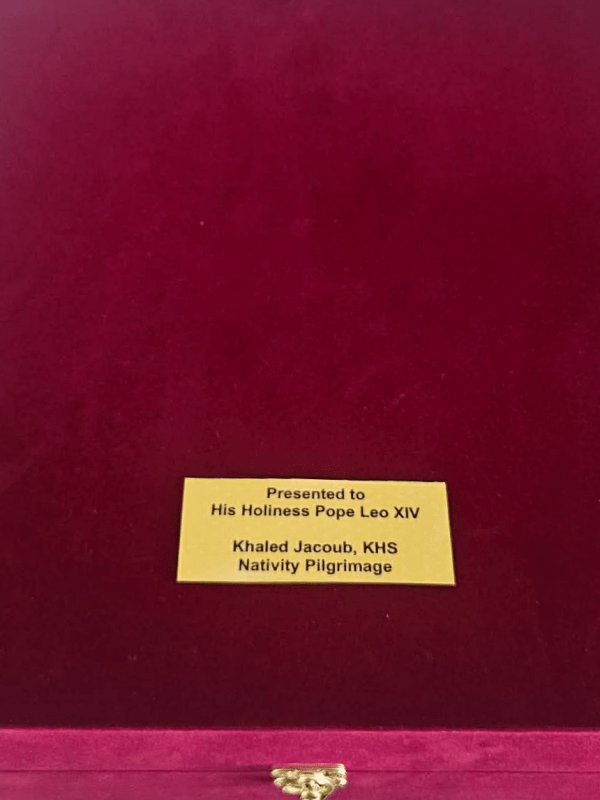 Presented to
His Holiness Pope Leo XIV
Khaled Jacoub, KHS
Nativity Pilgrimage